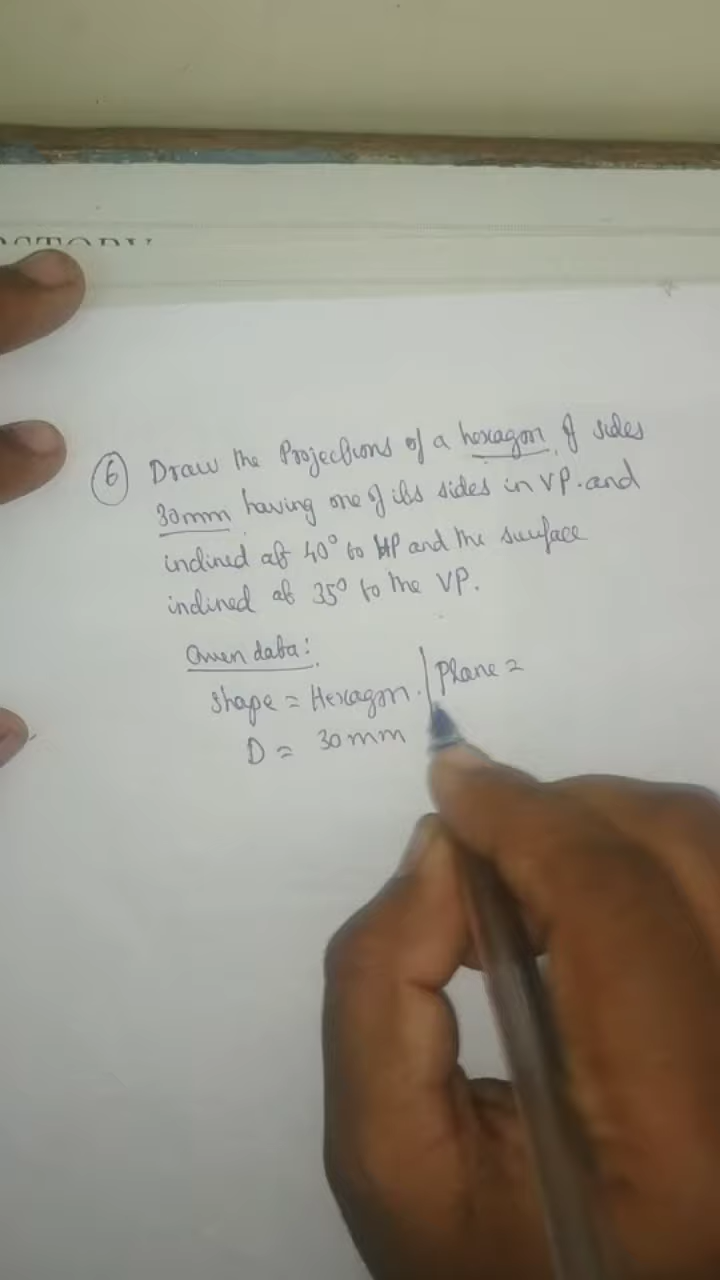 6 Draw the Projections of a hexagon of sides
30mm having one of its sides in VP. and
inclined at 40° to HP and the surface
inclined at 35° to the VP.
Given data:
Shape = Hexagon. | Plane =
D = 30mm